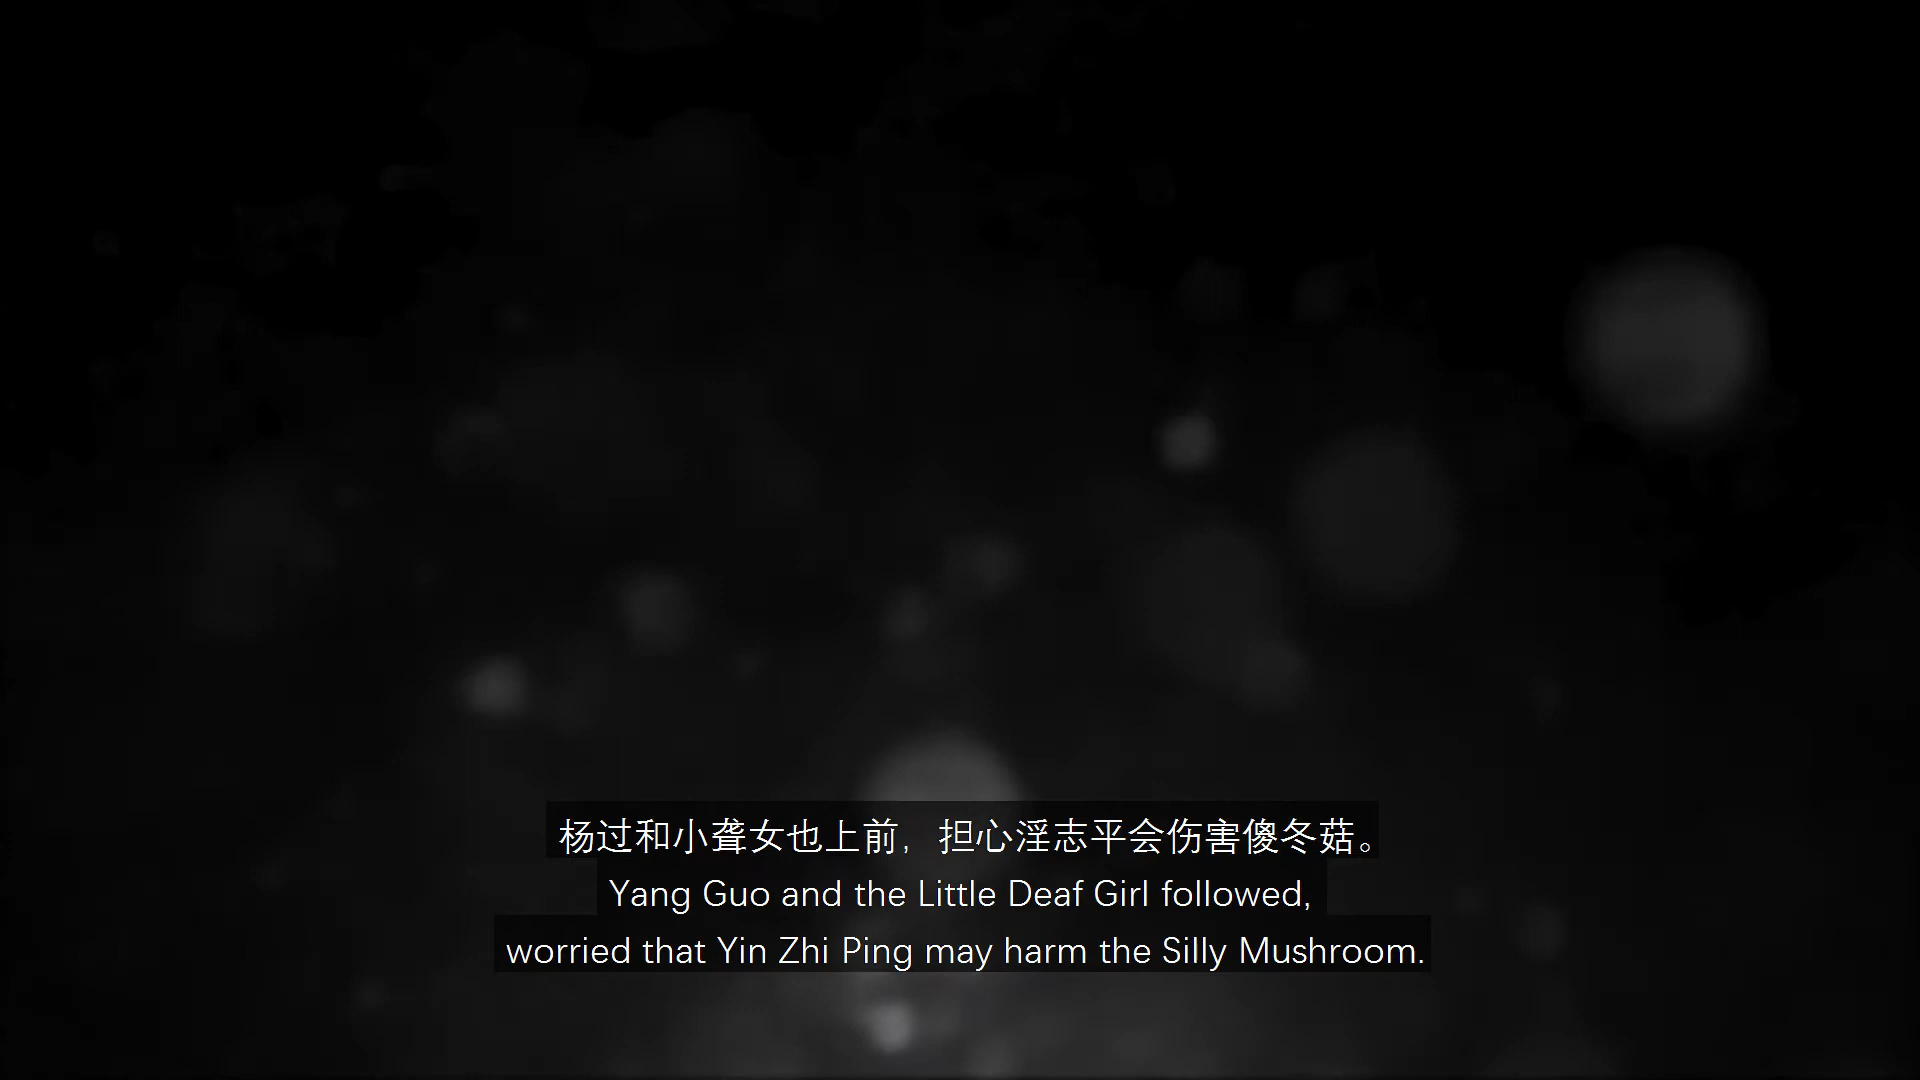 杨过和小聋女也上前，担心淫志平会伤害傻冬菇。
Yang Guo and the Little Deaf Girl followed,
worried that Yin Zhi Ping may harm the Silly Mushroom.